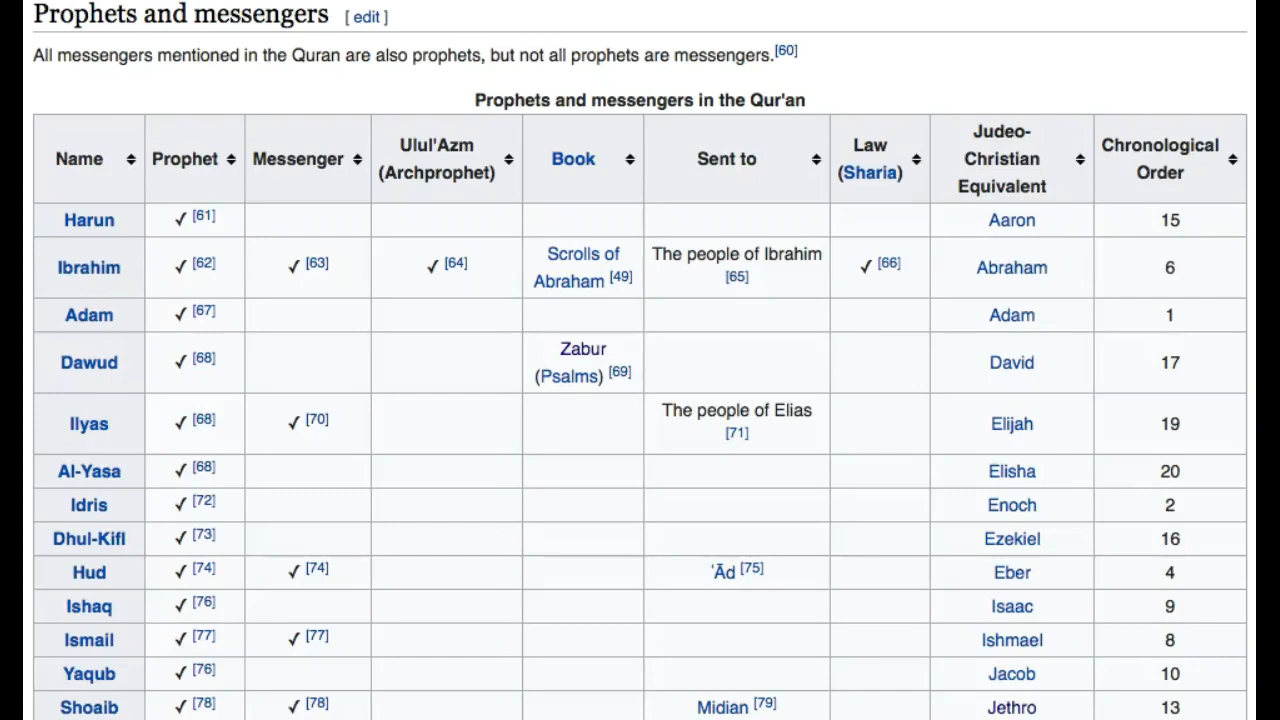 Prophets and messengers [ edit ]
All messengers mentioned in the Quran are also prophets, but not all prophets are messengers.[60]
Prophets and messengers in the Qur'an
Name Prophet Messenger Ulul'Azm (Archprophet) Book Sent to Law (Sharia) Judeo-Christian Equivalent Chronological Order
Harun ✓ [61] Aaron 15
Ibrahim ✓ [62] ✓ [63] ✓ [64] Scrolls of Abraham [49] The people of Ibrahim [65] ✓ [66] Abraham 6
Adam ✓ [67] Adam 1
Dawud ✓ [68] Zabur (Psalms) [69] David 17
Ilyas ✓ [68] ✓ [70] The people of Elias [71] Elijah 19
Al-Yasa ✓ [68] Elisha 20
Idris ✓ [72] Enoch 2
Dhul-Kifl ✓ [73] Ezekiel 16
Hud ✓ [74] ✓ [74] ʿĀd [75] Eber 4
Ishaq ✓ [76] Isaac 9
Ismail ✓ [77] ✓ [77] Ishmael 8
Yaqub ✓ [76] Jacob 10
Shoaib ✓ [78] ✓ [78] Midian [79] Jethro 13